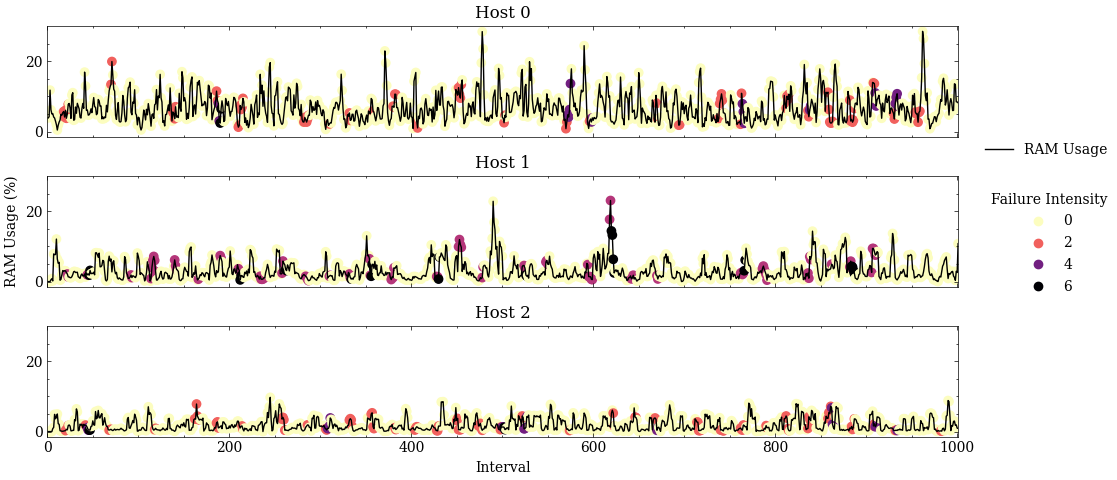 Host 0
20
0
Host 1
RAM Usage (%)
20
0
Host 2
20
0
0
200
400
600
800
1000
Interval
RAM Usage
Failure Intensity
0
2
4
6